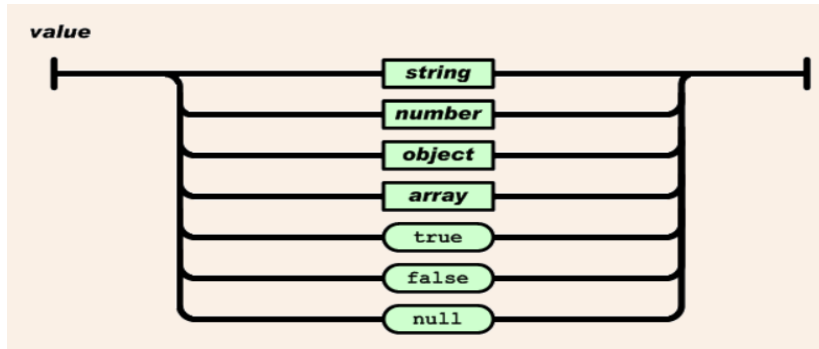 value
string
number
object
array
true
false
null